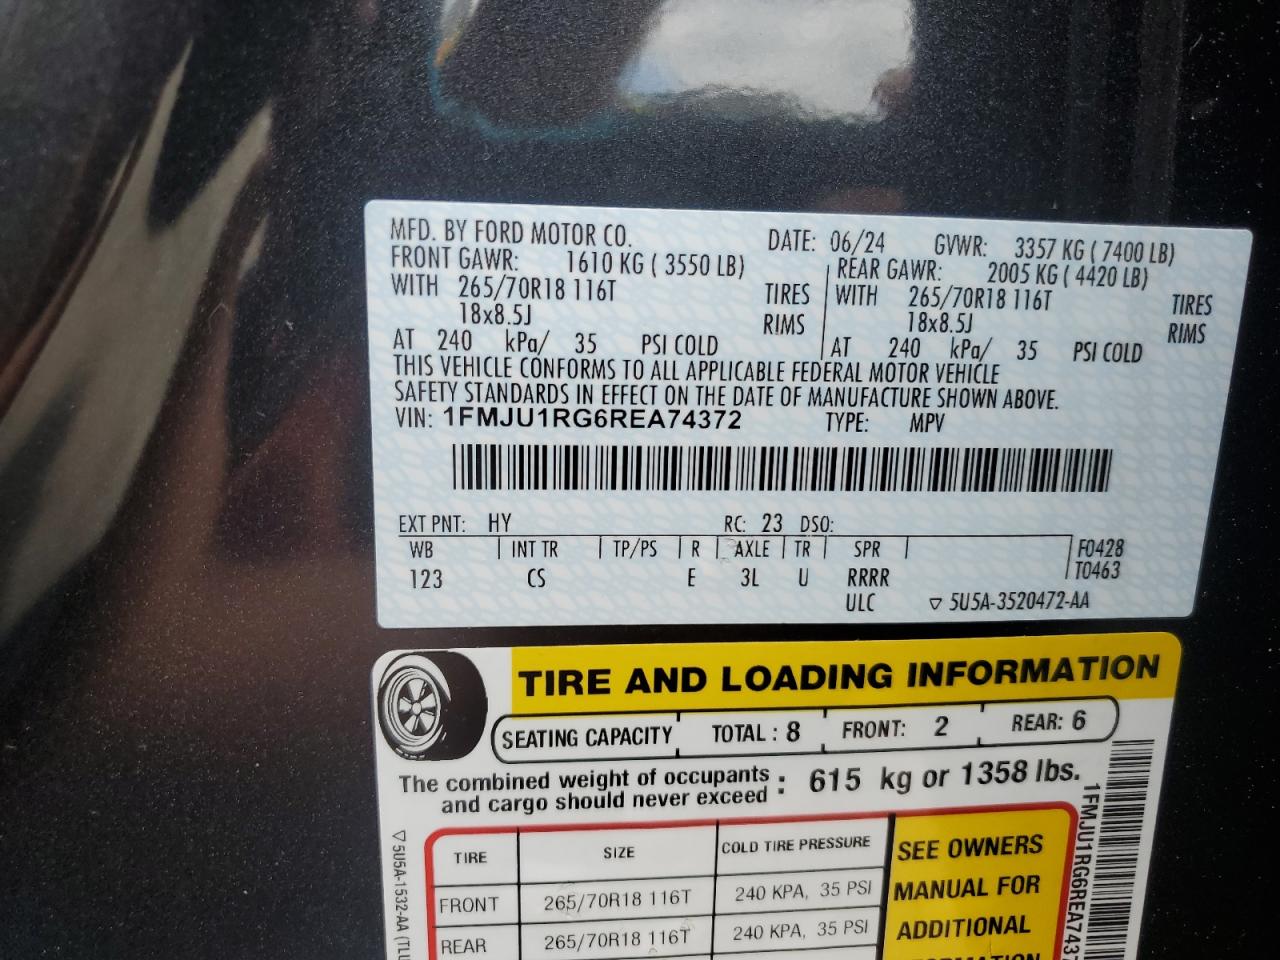 MFD. BY FORD MOTOR CO. DATE: 06/24 GVWR: 3357 KG ( 7400 LB)
FRONT GAWR: 1610 KG ( 3550 LB) REAR GAWR: 2005 KG ( 4420 LB)
WITH 265/70R18 116T TIRES WITH 265/70R18 116T TIRES
18x8.5J RIMS 18x8.5J RIMS
AT 240 kPa/ 35 PSI COLD AT 240 kPa/ 35 PSI COLD
THIS VEHICLE CONFORMS TO ALL APPLICABLE FEDERAL MOTOR VEHICLE
SAFETY STANDARDS IN EFFECT ON THE DATE OF MANUFACTURE SHOWN ABOVE.
VIN: 1FMJU1RG6REA74372 TYPE: MPV
EXT PNT: HY RC: 23 DSO:
WB INT TR TP/PS R AXLE TR SPR F0428
123 CS E 3L U RRRR T0463
ULC ▽ 5U5A-3520472-AA
TIRE AND LOADING INFORMATION
SEATING CAPACITY TOTAL : 8 FRONT: 2 REAR: 6
The combined weight of occupants
and cargo should never exceed : 615 kg or 1358 lbs.
TIRE SIZE COLD TIRE PRESSURE
FRONT 265/70R18 116T 240 KPA, 35 PSI
REAR 265/70R18 116T 240 KPA, 35 PSI
SEE OWNERS
MANUAL FOR
ADDITIONAL
▽ 5U5A-1532-AA (TLU
1FMJU1RG6REA7437